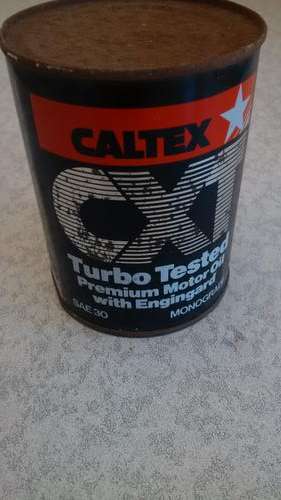 CALTEX
CXT
Turbo Tested
Premium Motor Oil
with Engingard
SAE 30 MONOGRADE